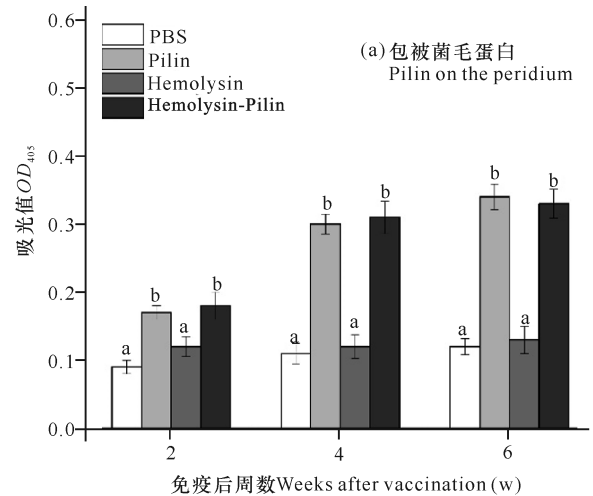 0.6
PBS
Pilin
Hemolysin
Hemolysin-Pilin
(a) 包被菌毛蛋白
Pilin on the peridium
0.5
0.4
0.3
0.2
0.1
0.0
吸光值OD405
a b a b
a b a b
a b a b
2 4 6
免疫后周数Weeks after vaccination (w)